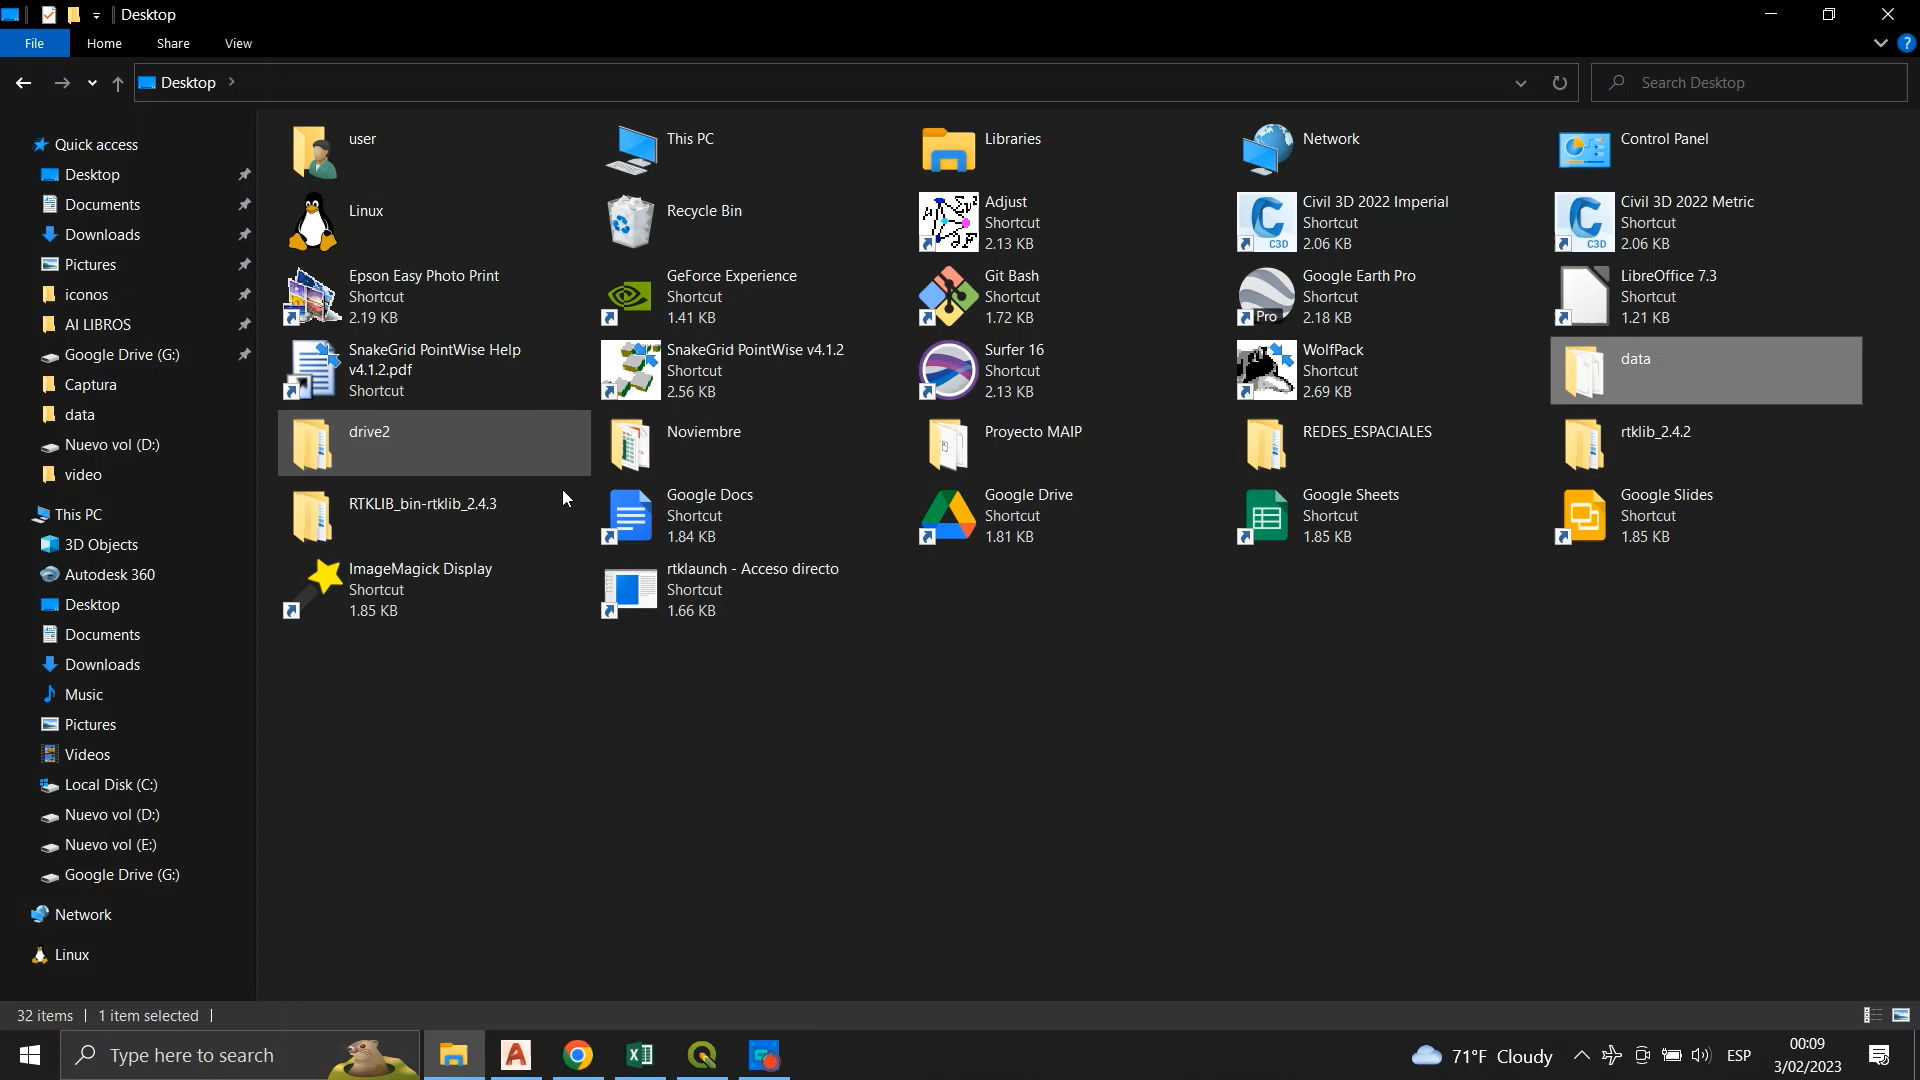 Desktop
File
Home
Share
View
Desktop
Search Desktop
Quick access
Desktop
Documents
Downloads
Pictures
iconos
AI LIBROS
Google Drive (G:)
Captura
data
Nuevo vol (D:)
video
This PC
3D Objects
Autodesk 360
Desktop
Documents
Downloads
Music
Pictures
Videos
Local Disk (C:)
Nuevo vol (D:)
Nuevo vol (E:)
Google Drive (G:)
Network
Linux
user
This PC
Libraries
Network
Control Panel
Linux
Recycle Bin
Adjust
Shortcut
2.13 KB
C3D
Civil 3D 2022 Imperial
Shortcut
2.06 KB
C3D
Civil 3D 2022 Metric
Shortcut
2.06 KB
Epson Easy Photo Print
Shortcut
2.19 KB
GeForce Experience
Shortcut
1.41 KB
Git Bash
Shortcut
1.72 KB
Pro
Google Earth Pro
Shortcut
2.18 KB
LibreOffice 7.3
Shortcut
1.21 KB
SnakeGrid PointWise Help
v4.1.2.pdf
Shortcut
SnakeGrid PointWise v4.1.2
Shortcut
2.56 KB
Surfer 16
Shortcut
2.13 KB
WolfPack
Shortcut
2.69 KB
data
drive2
Noviembre
Proyecto MAIP
REDES_ESPACIALES
rtklib_2.4.2
RTKLIB_bin-rtklib_2.4.3
Google Docs
Shortcut
1.84 KB
Google Drive
Shortcut
1.81 KB
Google Sheets
Shortcut
1.85 KB
Google Slides
Shortcut
1.85 KB
ImageMagick Display
Shortcut
1.85 KB
rtklaunch - Acceso directo
Shortcut
1.66 KB
32 items
1 item selected
Type here to search
71°F Cloudy
ESP
00:09
3/02/2023